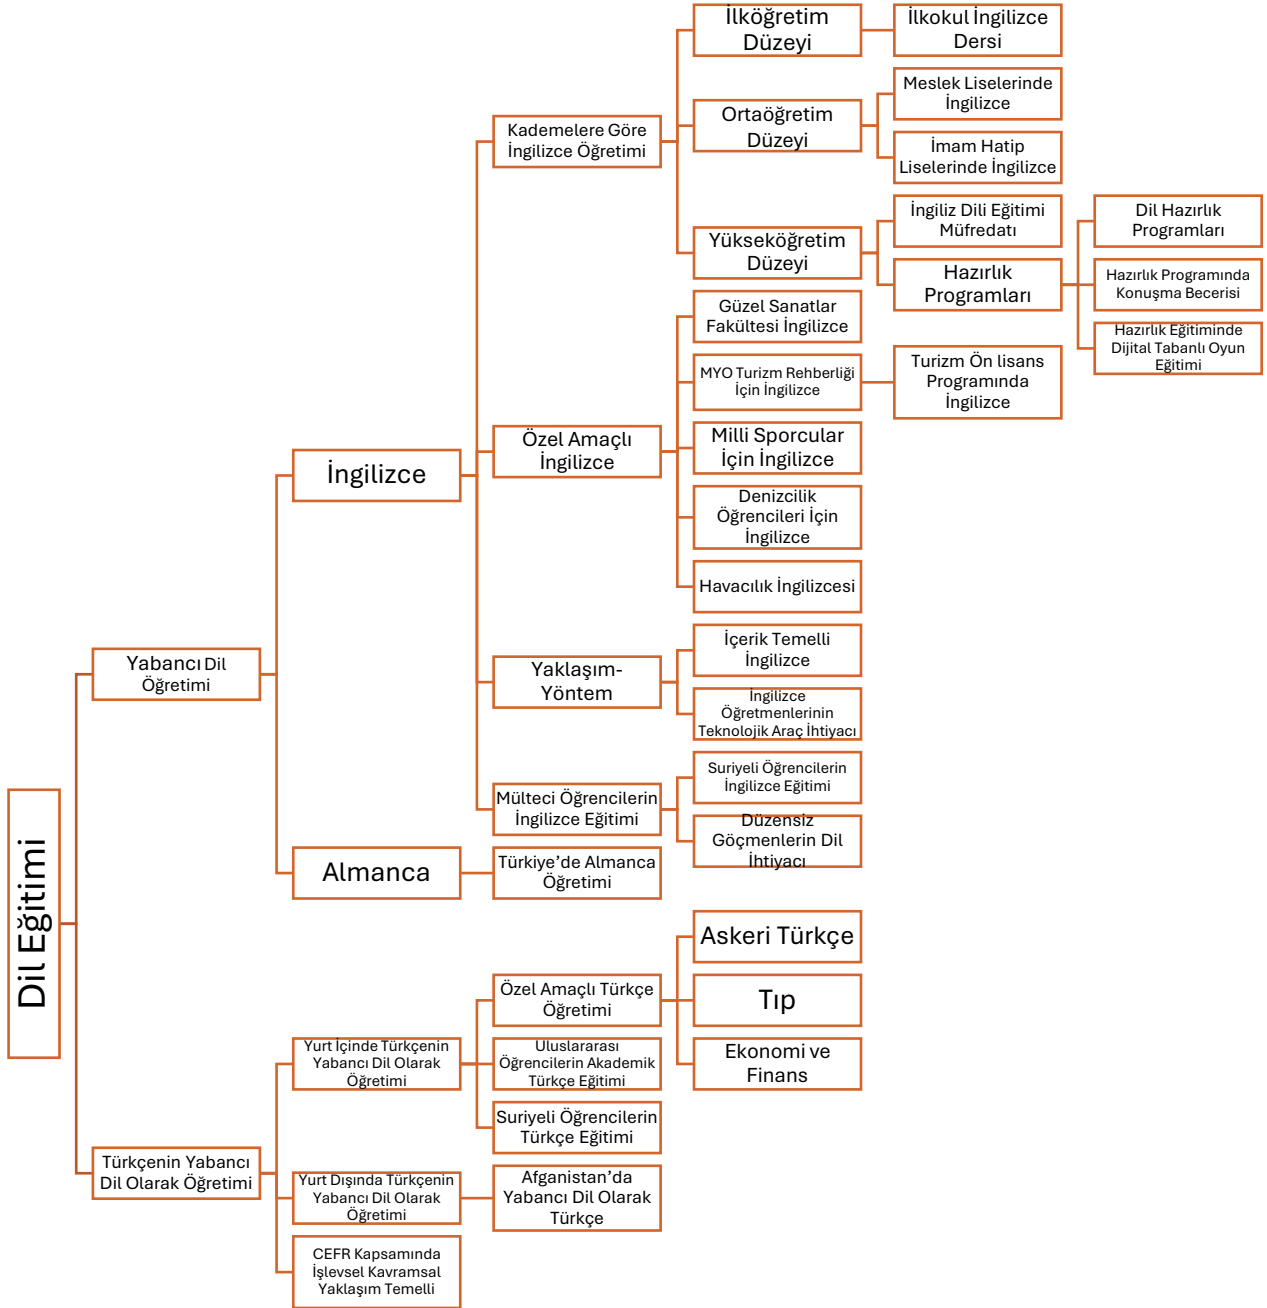 Dil Eğitimi
Yabancı Dil
Öğretimi
İngilizce
Kademelere Göre
İngilizce Öğretimi
İlköğretim
Düzeyi
İlkokul İngilizce
Dersi
Ortaöğretim
Düzeyi
Meslek Liselerinde
İngilizce
İmam Hatip
Liselerinde İngilizce
Yükseköğretim
Düzeyi
İngiliz Dili Eğitimi
Müfredatı
Hazırlık
Programları
Dil Hazırlık
Programları
Hazırlık Programında
Konuşma Becerisi
Hazırlık Eğitiminde
Dijital Tabanlı Oyun
Eğitimi
Özel Amaçlı
İngilizce
Güzel Sanatlar
Fakültesi İngilizce
MYO Turizm Rehberliği
İçin İngilizce
Turizm Ön lisans
Programında
İngilizce
Milli Sporcular
İçin İngilizce
Denizcilik
Öğrencileri İçin
İngilizce
Havacılık İngilizcesi
Yaklaşım-
Yöntem
İçerik Temelli
İngilizce
İngilizce
Öğretmenlerinin
Teknolojik Araç İhtiyacı
Mülteci Öğrencilerin
İngilizce Eğitimi
Suriyeli Öğrencilerin
İngilizce Eğitimi
Düzensiz
Göçmenlerin Dil
İhtiyacı
Almanca
Türkiye’de Almanca
Öğretimi
Türkçenin Yabancı
Dil Olarak Öğretimi
Yurt İçinde Türkçenin
Yabancı Dil Olarak
Öğretimi
Özel Amaçlı Türkçe
Öğretimi
Askeri Türkçe
Tıp
Ekonomi ve
Finans
Uluslararası
Öğrencilerin Akademik
Türkçe Eğitimi
Suriyeli Öğrencilerin
Türkçe Eğitimi
Yurt Dışında Türkçenin
Yabancı Dil Olarak
Öğretimi
Afganistan’da
Yabancı Dil Olarak
Türkçe
CEFR Kapsamında
İşlevsel Kavramsal
Yaklaşım Temelli